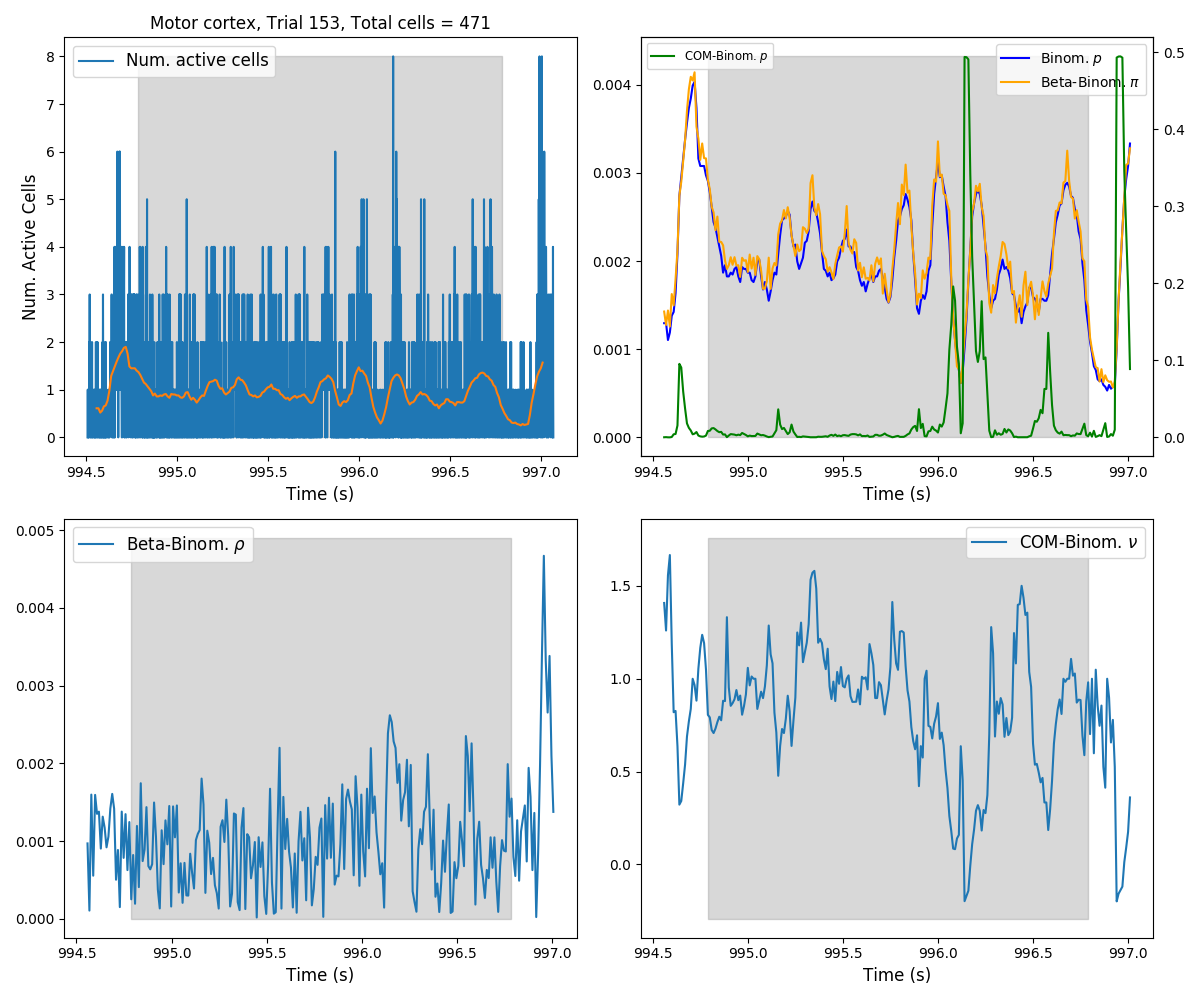 Motor cortex, Trial 153, Total cells = 471
Num. active cells
Num. Active Cells
8
7
6
5
4
3
2
1
0
994.5 995.0 995.5 996.0 996.5 997.0
Time (s)
COM-Binom. p
Binom. p
Beta-Binom. π
0.004
0.003
0.002
0.001
0.000
0.5
0.4
0.3
0.2
0.1
0.0
994.5 995.0 995.5 996.0 996.5 997.0
Time (s)
Beta-Binom. ρ
0.005
0.004
0.003
0.002
0.001
0.000
994.5 995.0 995.5 996.0 996.5 997.0
Time (s)
COM-Binom. ν
1.5
1.0
0.5
0.0
994.5 995.0 995.5 996.0 996.5 997.0
Time (s)